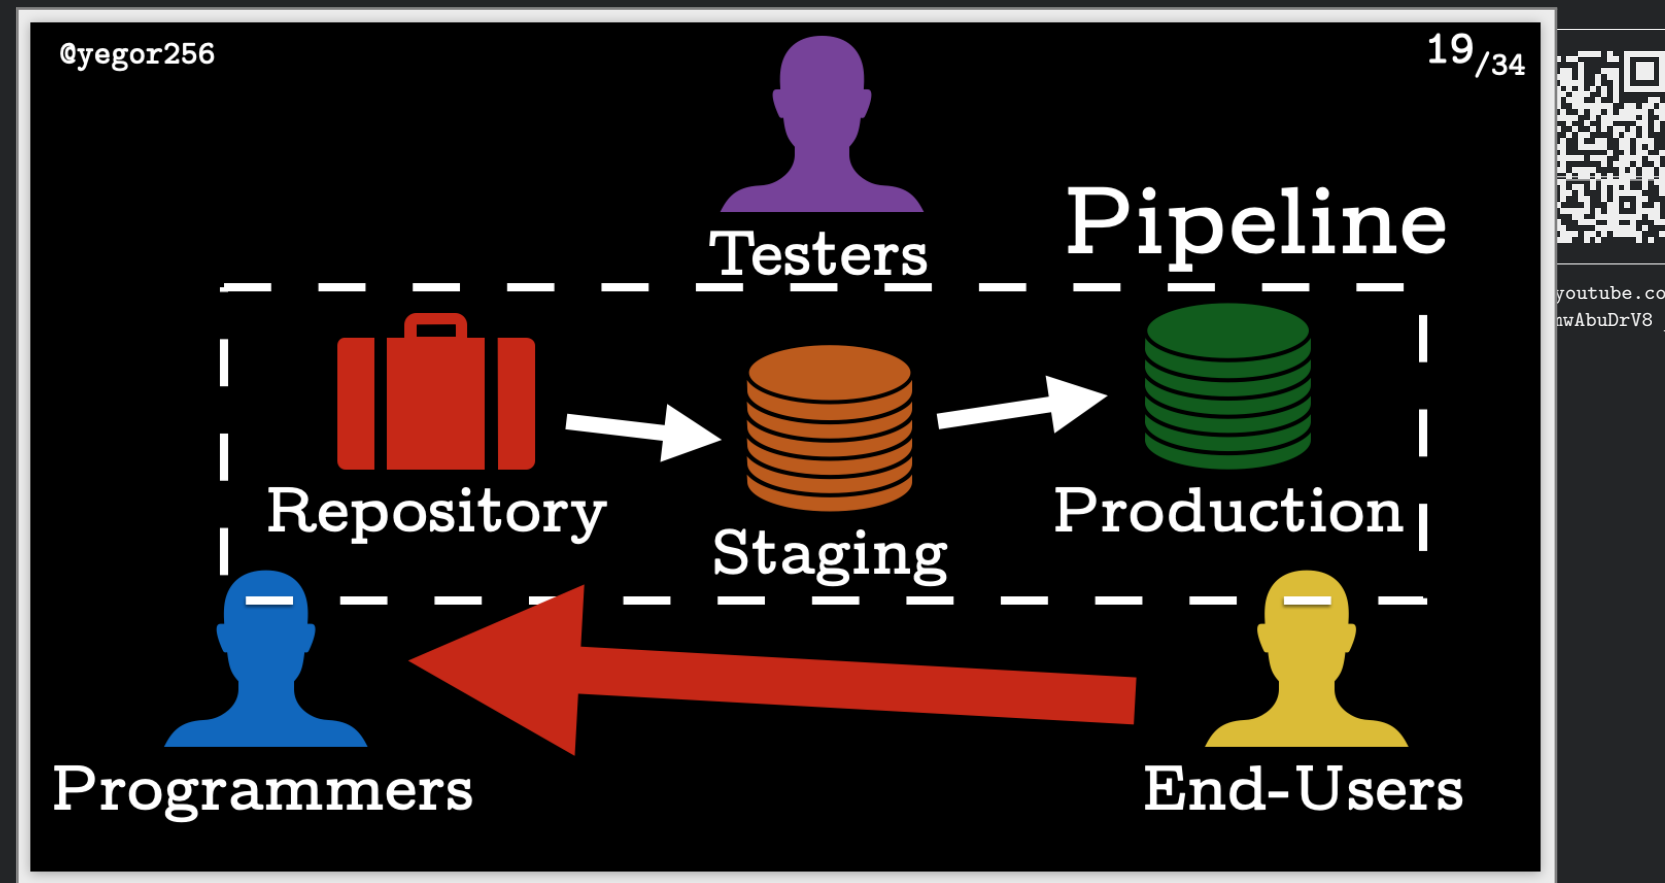 @yegor256
19/34
Testers
Pipeline
Repository
Staging
Production
Programmers
End-Users
youtube.co
wAbuDrV8